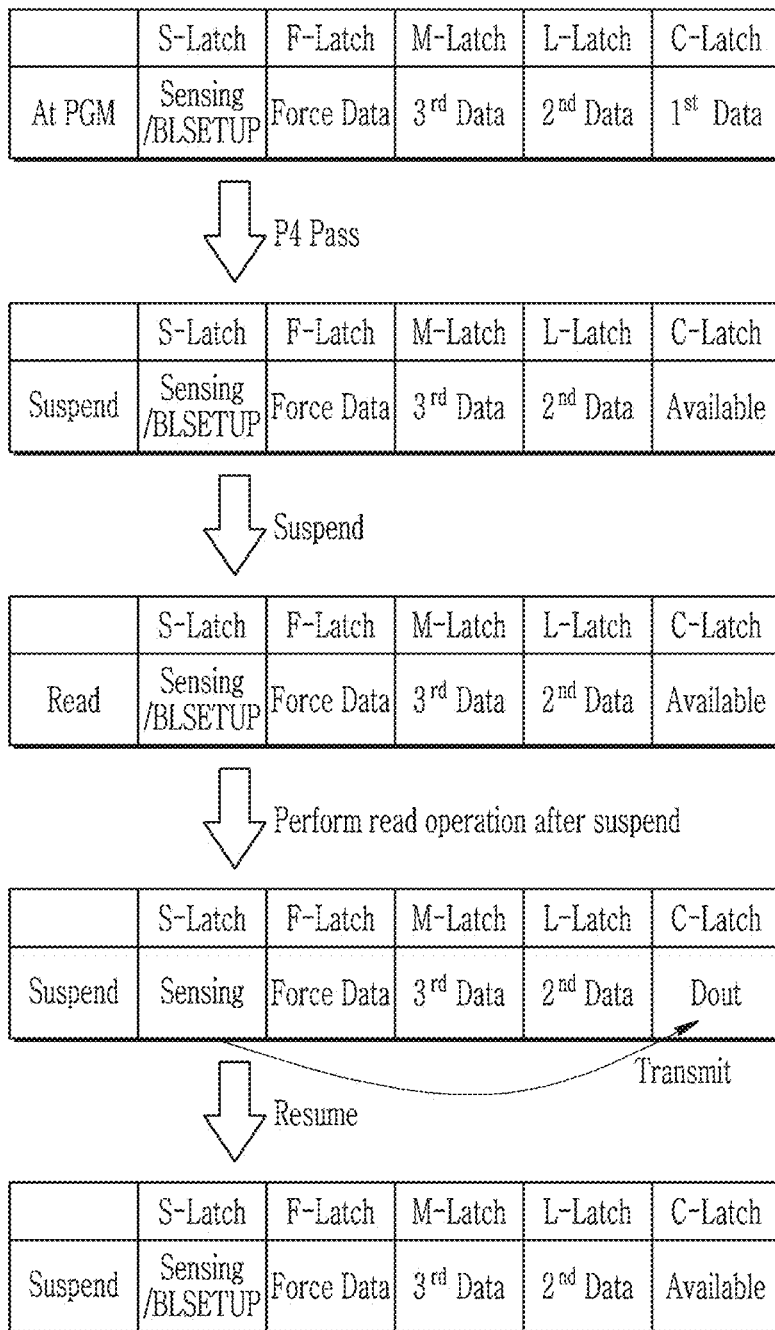 S-Latch F-Latch M-Latch L-Latch C-Latch
At PGM Sensing /BLSETUP Force Data 3rd Data 2nd Data 1st Data
P4 Pass
S-Latch F-Latch M-Latch L-Latch C-Latch
Suspend Sensing /BLSETUP Force Data 3rd Data 2nd Data Available
Suspend
S-Latch F-Latch M-Latch L-Latch C-Latch
Read Sensing /BLSETUP Force Data 3rd Data 2nd Data Available
Perform read operation after suspend
S-Latch F-Latch M-Latch L-Latch C-Latch
Suspend Sensing Force Data 3rd Data 2nd Data Dout
Transmit
Resume
S-Latch F-Latch M-Latch L-Latch C-Latch
Suspend Sensing /BLSETUP Force Data 3rd Data 2nd Data Available